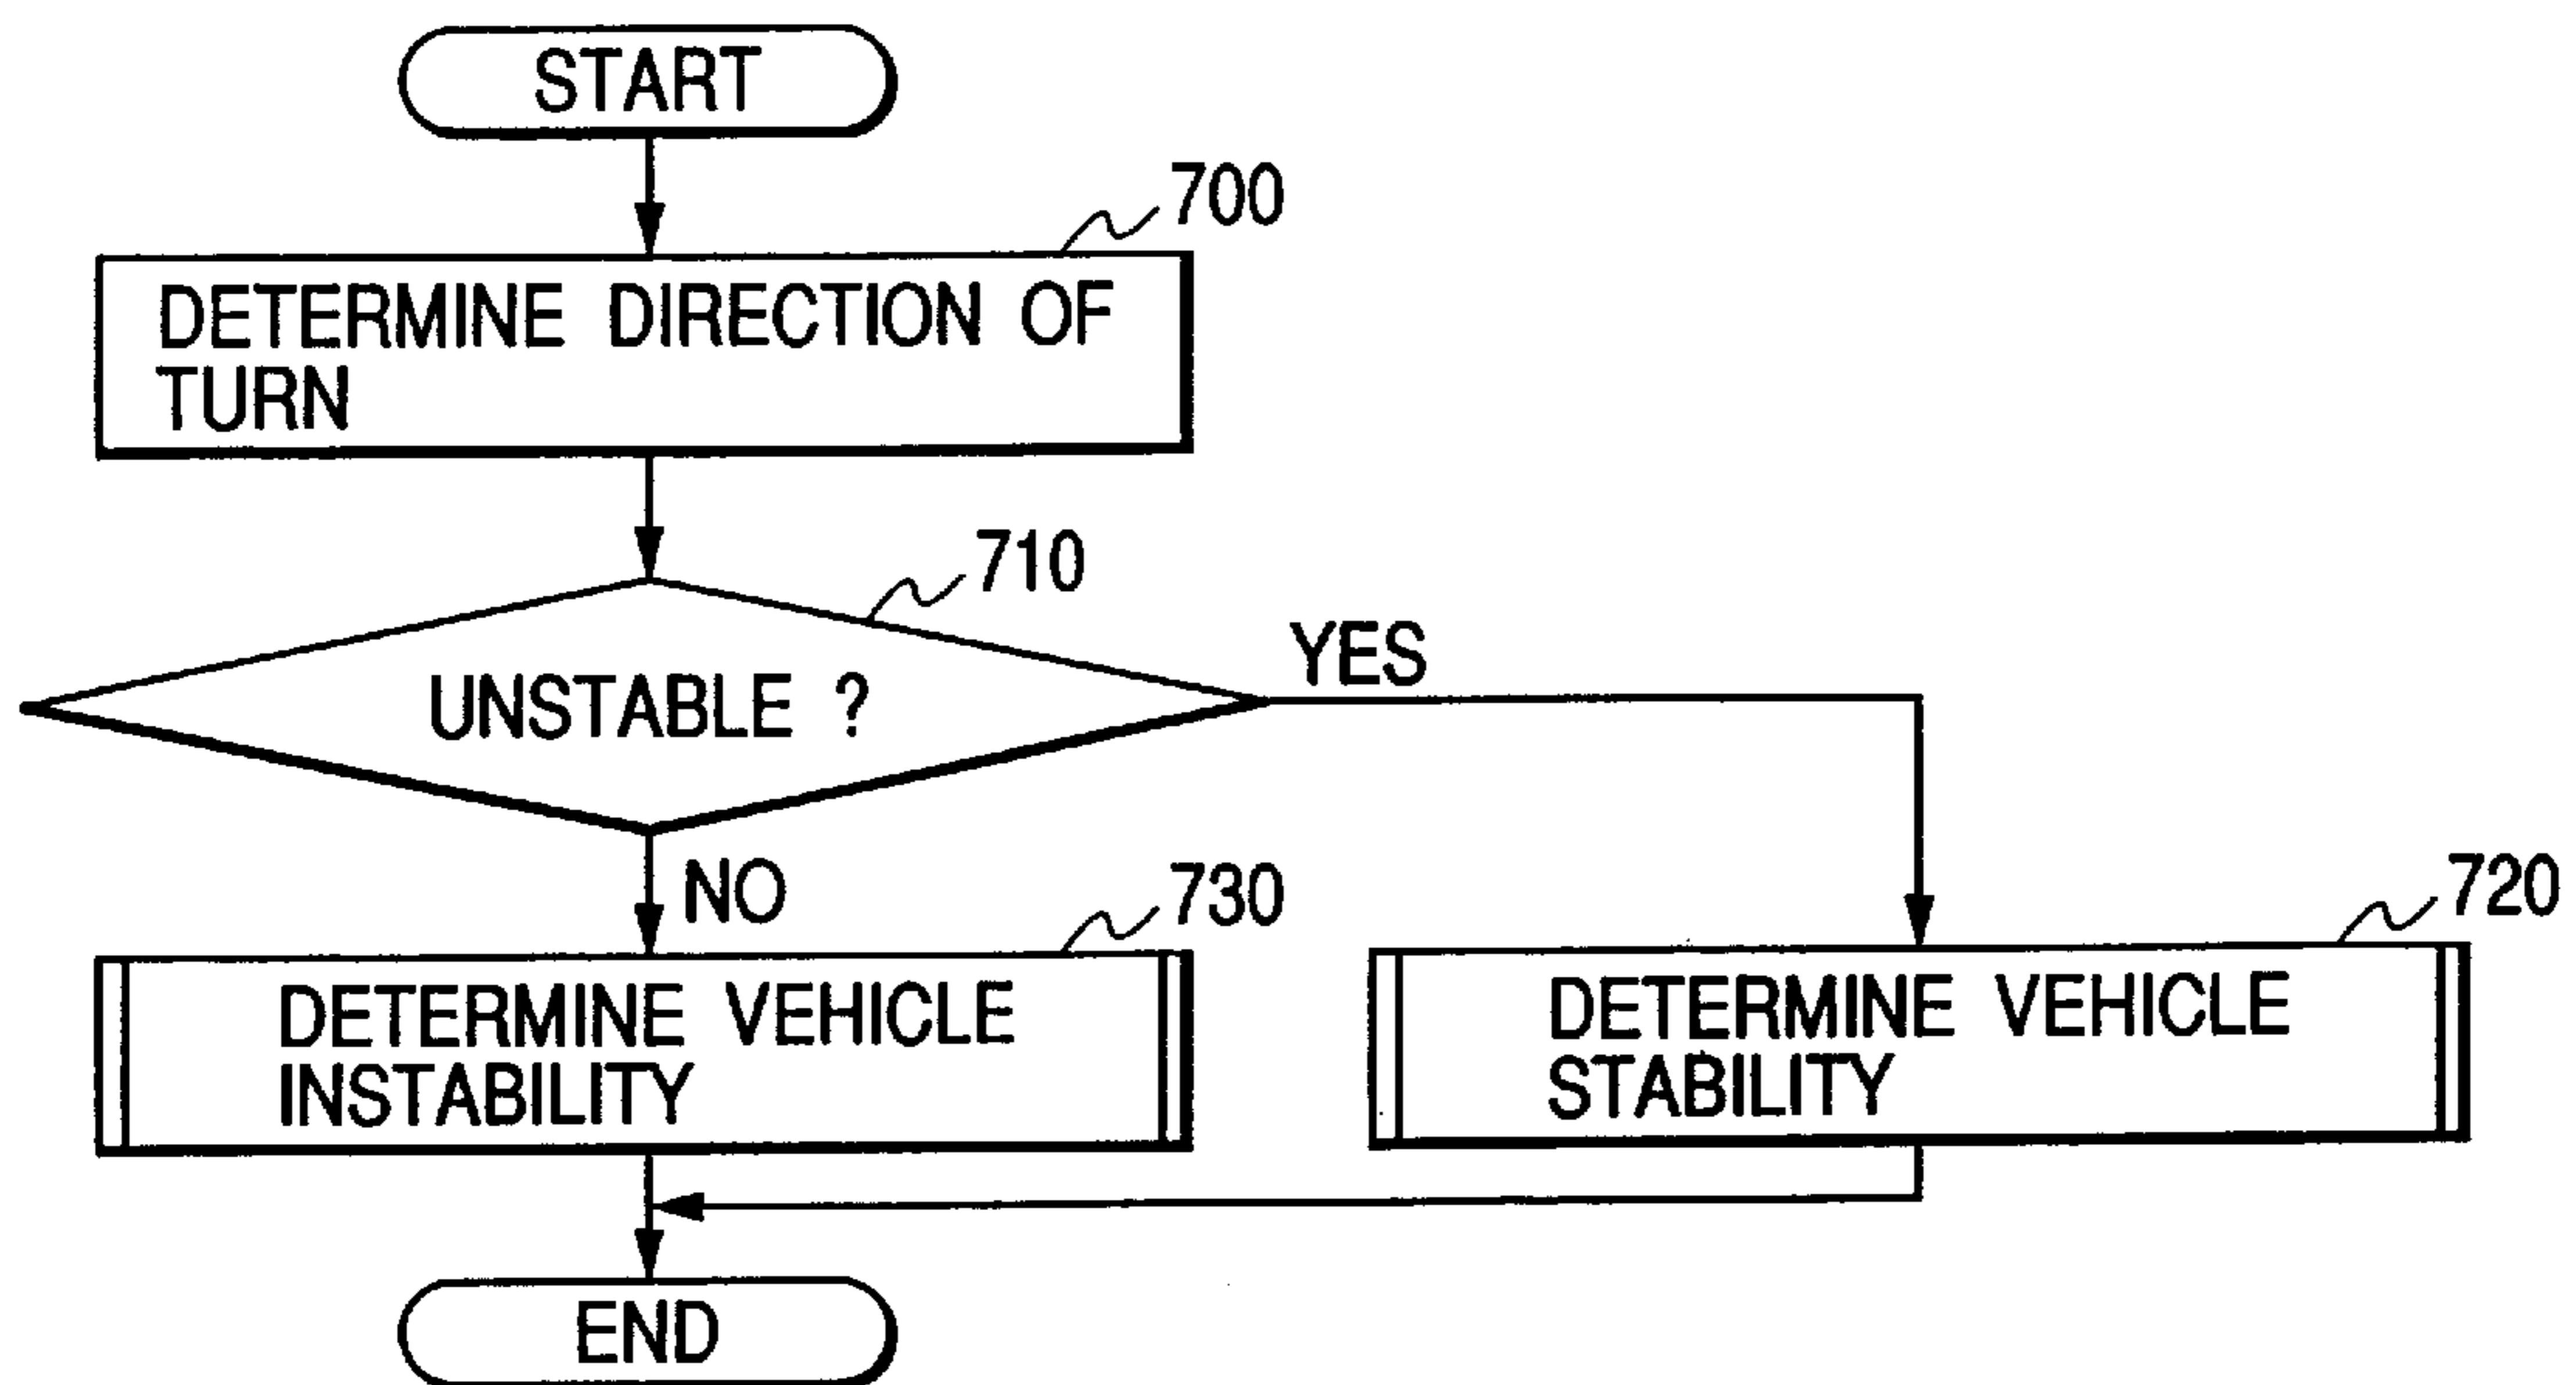 START
700
DETERMINE DIRECTION OF
TURN
710
UNSTABLE ?
YES
NO
730
DETERMINE VEHICLE
INSTABILITY
720
DETERMINE VEHICLE
STABILITY
END